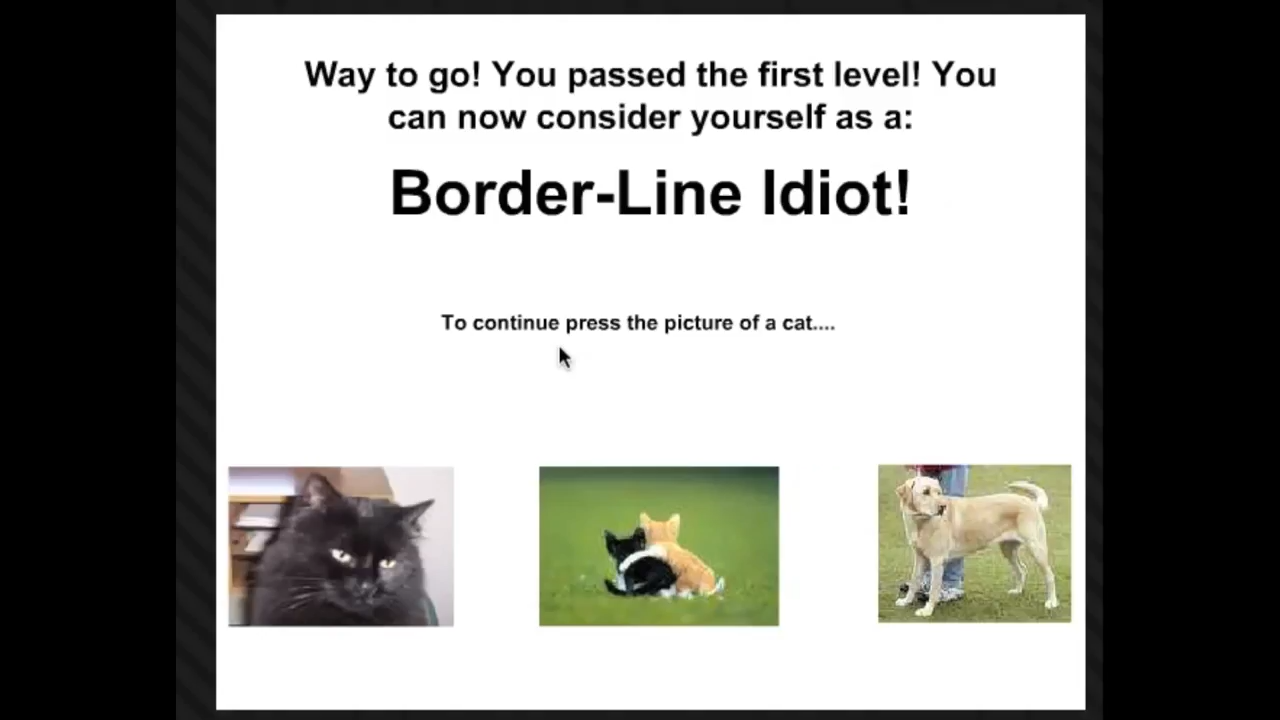 Way to go! You passed the first level! You
can now consider yourself as a:
Border-Line Idiot!
To continue press the picture of a cat....